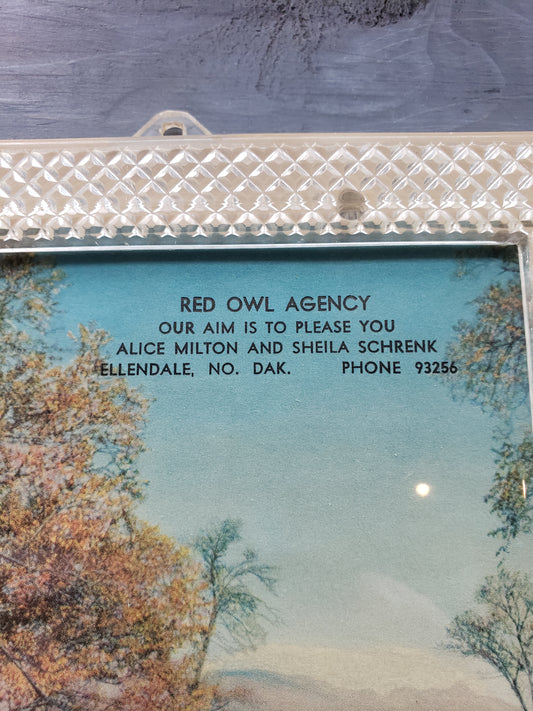 RED OWL AGENCY
OUR AIM IS TO PLEASE YOU
ALICE MILTON AND SHEILA SCHRENK
ELLENDALE, NO. DAK. PHONE 93256